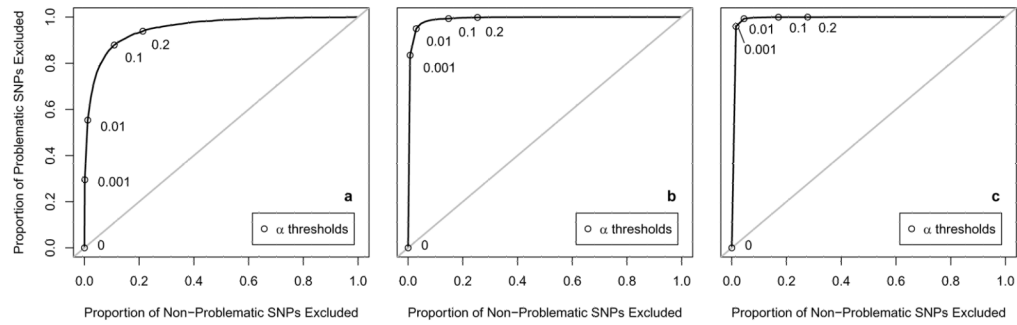 Proportion of Problematic SNPs Excluded
1.0
0.8
0.6
0.4
0.2
0.0
0.2
0.1
0.01
0.001
0
a
○ α thresholds
0.0 0.2 0.4 0.6 0.8 1.0
Proportion of Non−Problematic SNPs Excluded
0.1 0.2
0.01
0.001
0
b
○ α thresholds
0.0 0.2 0.4 0.6 0.8 1.0
Proportion of Non−Problematic SNPs Excluded
0.01 0.1 0.2
0.001
0
c
○ α thresholds
0.0 0.2 0.4 0.6 0.8 1.0
Proportion of Non−Problematic SNPs Excluded